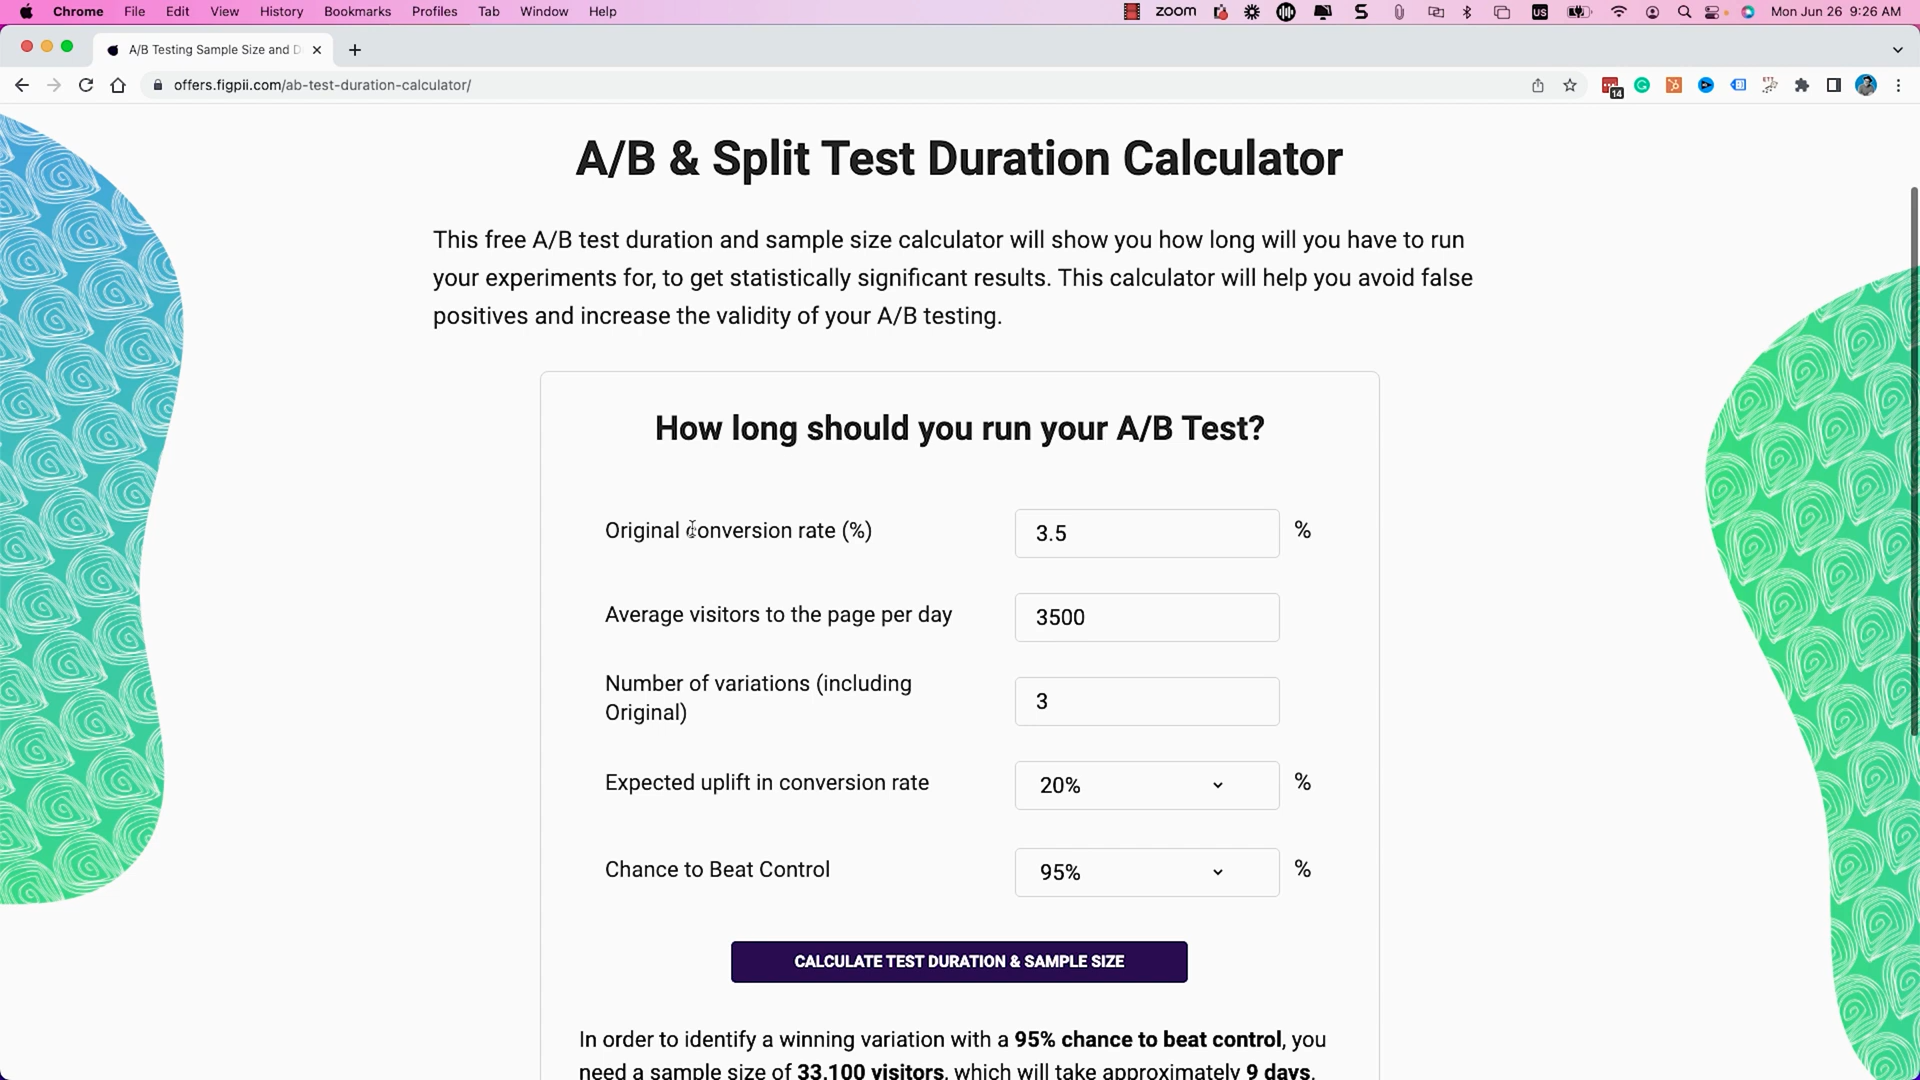 Chrome File Edit View History Bookmarks Profiles Tab Window Help zoom US Mon Jun 26 9:26 AM
A/B Testing Sample Size and D
offers.figpii.com/ab-test-duration-calculator/ 14
A/B & Split Test Duration Calculator
This free A/B test duration and sample size calculator will show you how long will you have to run
your experiments for, to get statistically significant results. This calculator will help you avoid false
positives and increase the validity of your A/B testing.
How long should you run your A/B Test?
Original conversion rate (%) 3.5 %
Average visitors to the page per day 3500
Number of variations (including
Original) 3
Expected uplift in conversion rate 20% %
Chance to Beat Control 95% %
CALCULATE TEST DURATION & SAMPLE SIZE
In order to identify a winning variation with a 95% chance to beat control, you
need a sample size of 33,100 visitors, which will take approximately 9 days.